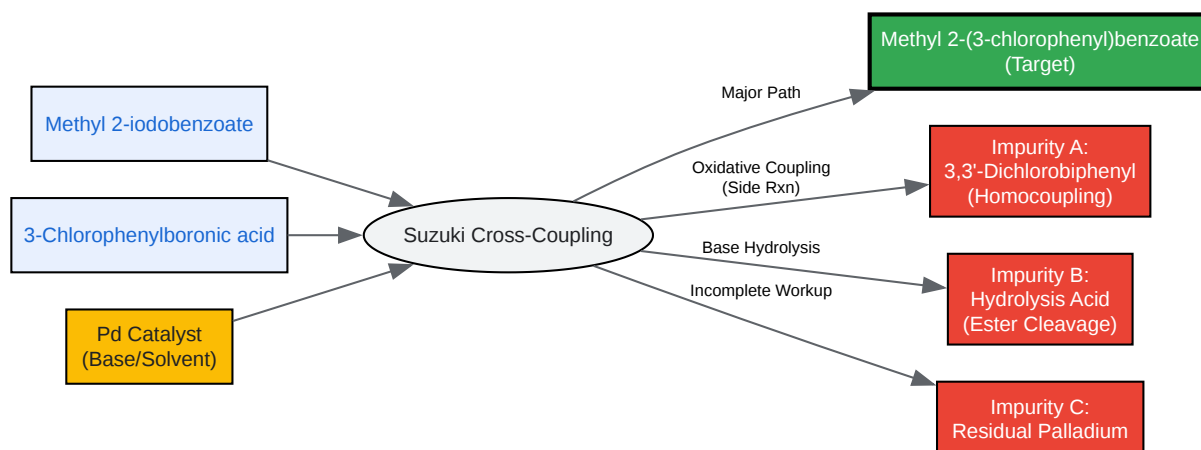 Methyl 2-(3-chlorophenyl)benzoate
(Target)
Major Path
Methyl 2-iodobenzoate
Oxidative Coupling
(Side Rxn)
Impurity A:
3,3'-Dichlorobiphenyl
(Homocoupling)
3-Chlorophenylboronic acid
Suzuki Cross-Coupling
Base Hydrolysis
Impurity B:
Hydrolysis Acid
(Ester Cleavage)
Incomplete Workup
Pd Catalyst
(Base/Solvent)
Impurity C:
Residual Palladium